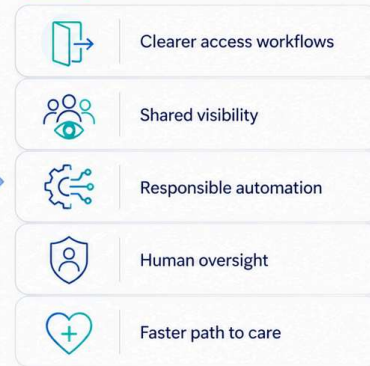 Clearer access workflows
Shared visibility
Responsible automation
Human oversight
Faster path to care